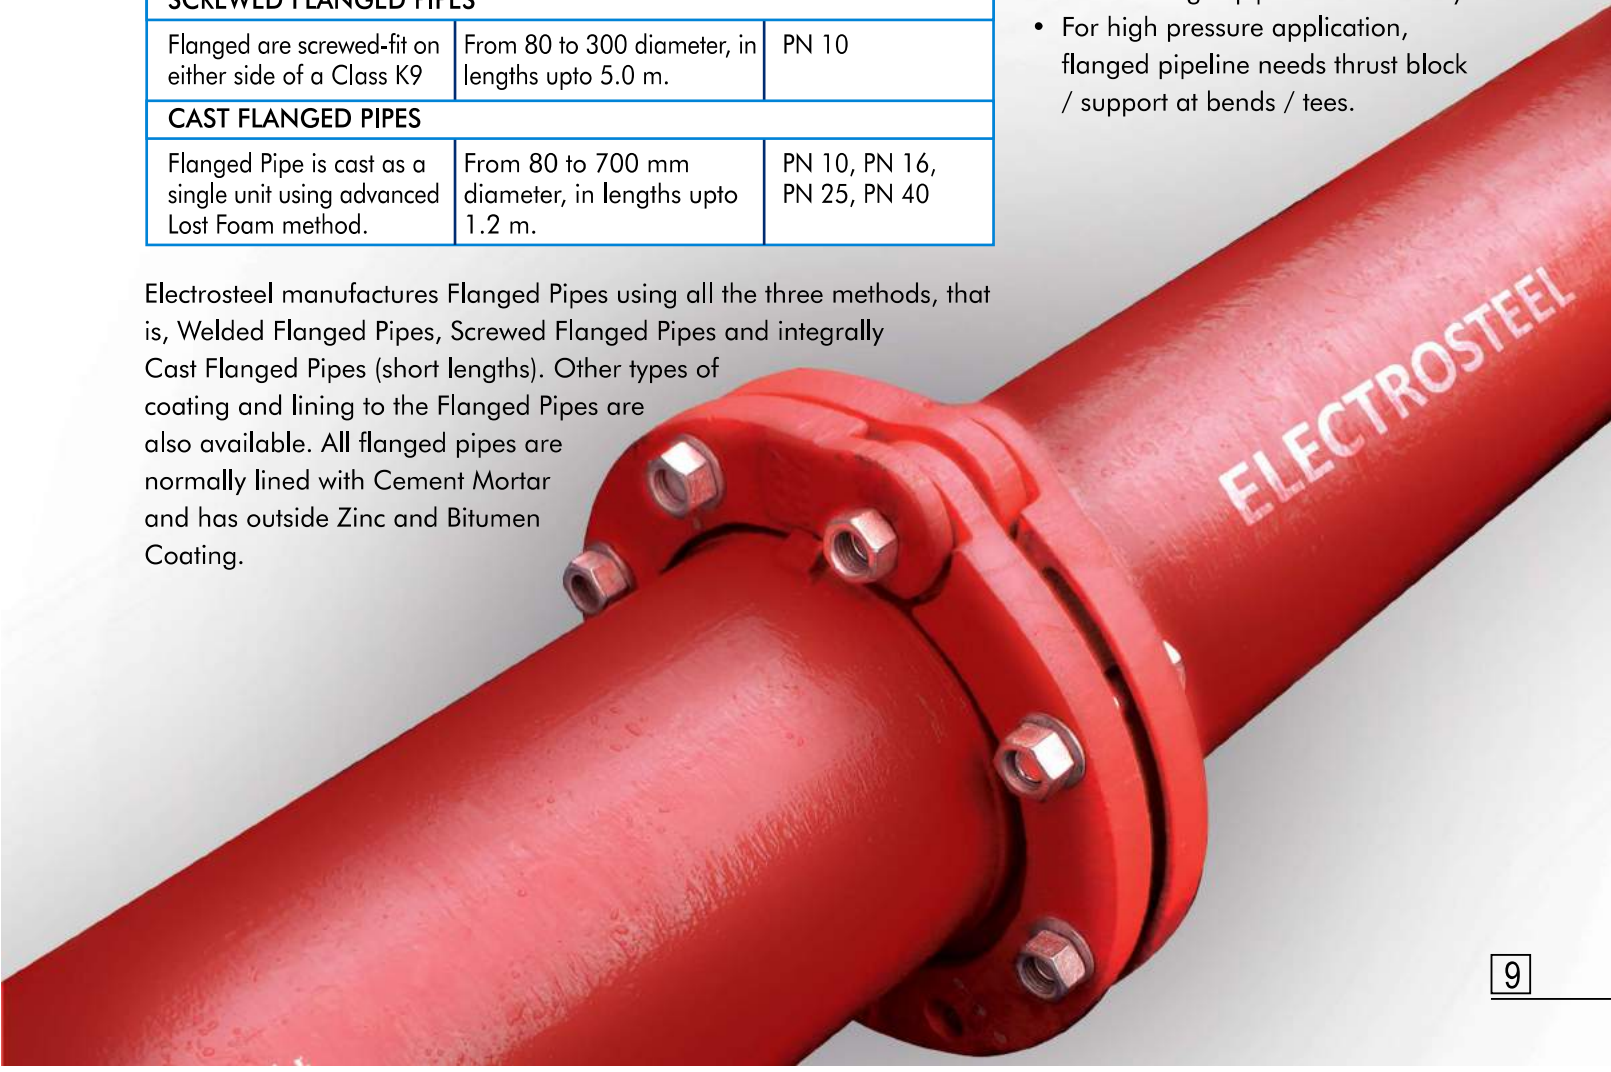 SCREWED FLANGED PIPES
Flanged are screwed-fit on
either side of a Class K9
From 80 to 300 diameter, in
lengths upto 5.0 m.
PN 10
CAST FLANGED PIPES
Flanged Pipe is cast as a
single unit using advanced
Lost Foam method.
From 80 to 700 mm
diameter, in lengths upto
1.2 m.
PN 10, PN 16,
PN 25, PN 40
Electrosteel manufactures Flanged Pipes using all the three methods, that
is, Welded Flanged Pipes, Screwed Flanged Pipes and integrally
Cast Flanged Pipes (short lengths). Other types of
coating and lining to the Flanged Pipes are
also available. All flanged pipes are
normally lined with Cement Mortar
and has outside Zinc and Bitumen
Coating.
• For high pressure application,
flanged pipeline needs thrust block
/ support at bends / tees.
ELECTROSTEEL
9